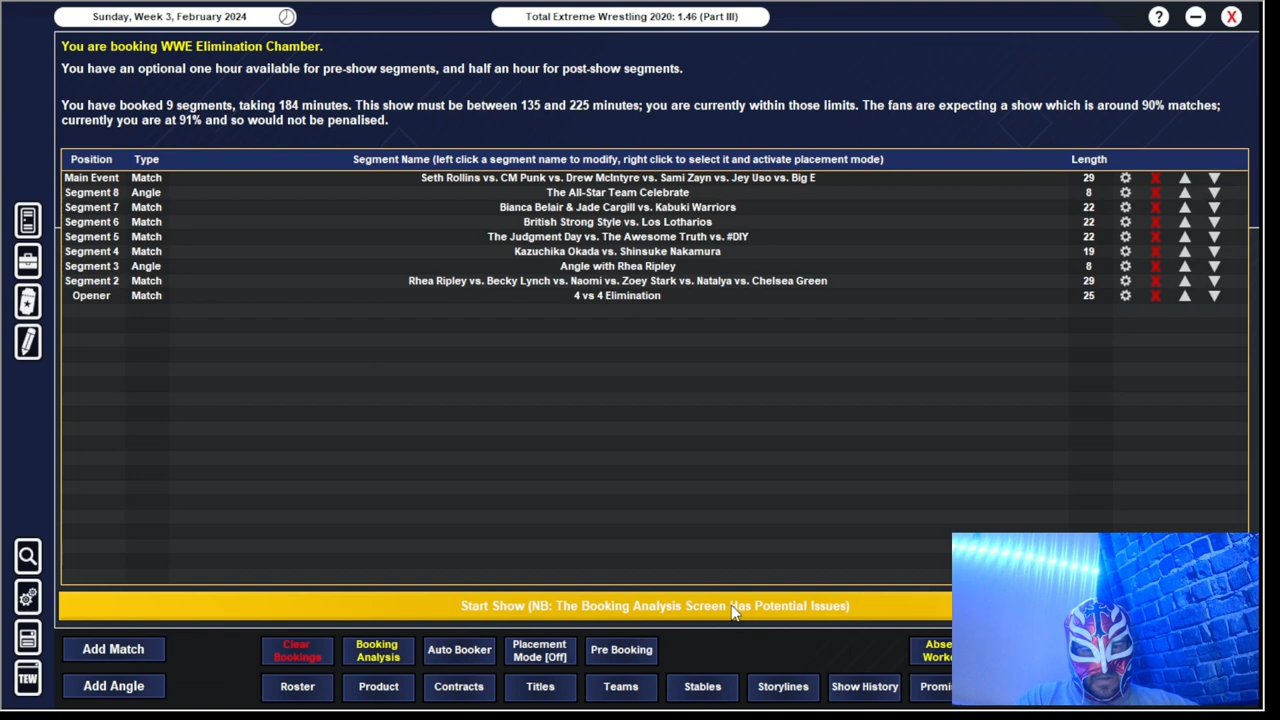 Sunday, Week 3, February 2024
Total Extreme Wrestling 2020: 1.46 (Part III)
?
X
You are booking WWE Elimination Chamber.
You have an optional one hour available for pre-show segments, and half an hour for post-show segments.
You have booked 9 segments, taking 184 minutes. This show must be between 135 and 225 minutes; you are currently within those limits. The fans are expecting a show which is around 90% matches;
currently you are at 91% and so would not be penalised.
Position Type Segment Name (left click a segment name to modify, right click to select it and activate placement mode) Length
Main Event Match Seth Rollins vs. CM Punk vs. Drew McIntyre vs. Sami Zayn vs. Jey Uso vs. Big E 29 X
Segment 8 Angle The All-Star Team Celebrate 8 X
Segment 7 Match Bianca Belair & Jade Cargill vs. Kabuki Warriors 22 X
Segment 6 Match British Strong Style vs. Los Lotharios 22 X
Segment 5 Match The Judgment Day vs. The Awesome Truth vs. #DIY 22 X
Segment 4 Match Kazuchika Okada vs. Shinsuke Nakamura 19 X
Segment 3 Angle Angle with Rhea Ripley 8 X
Segment 2 Match Rhea Ripley vs. Becky Lynch vs. Naomi vs. Zoey Stark vs. Natalya vs. Chelsea Green 29 X
Opener Match 4 vs 4 Elimination 25 X
Start Show (NB: The Booking Analysis Screen Has Potential Issues)
Add Match
Clear
Bookings
Booking
Analysis
Auto Booker
Placement
Mode [Off]
Pre Booking
Abse
Work
TEW
Add Angle
Roster
Product
Contracts
Titles
Teams
Stables
Storylines
Show History
Promi